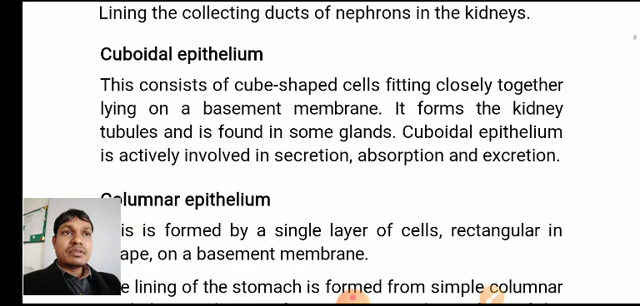 Lining the collecting ducts of nephrons in the kidneys.
Cuboidal epithelium
This consists of cube-shaped cells fitting closely together
lying on a basement membrane. It forms the kidney
tubules and is found in some glands. Cuboidal epithelium
is actively involved in secretion, absorption and excretion.
Columnar epithelium
is is formed by a single layer of cells, rectangular in
ape, on a basement membrane.
e lining of the stomach is formed from simple columnar